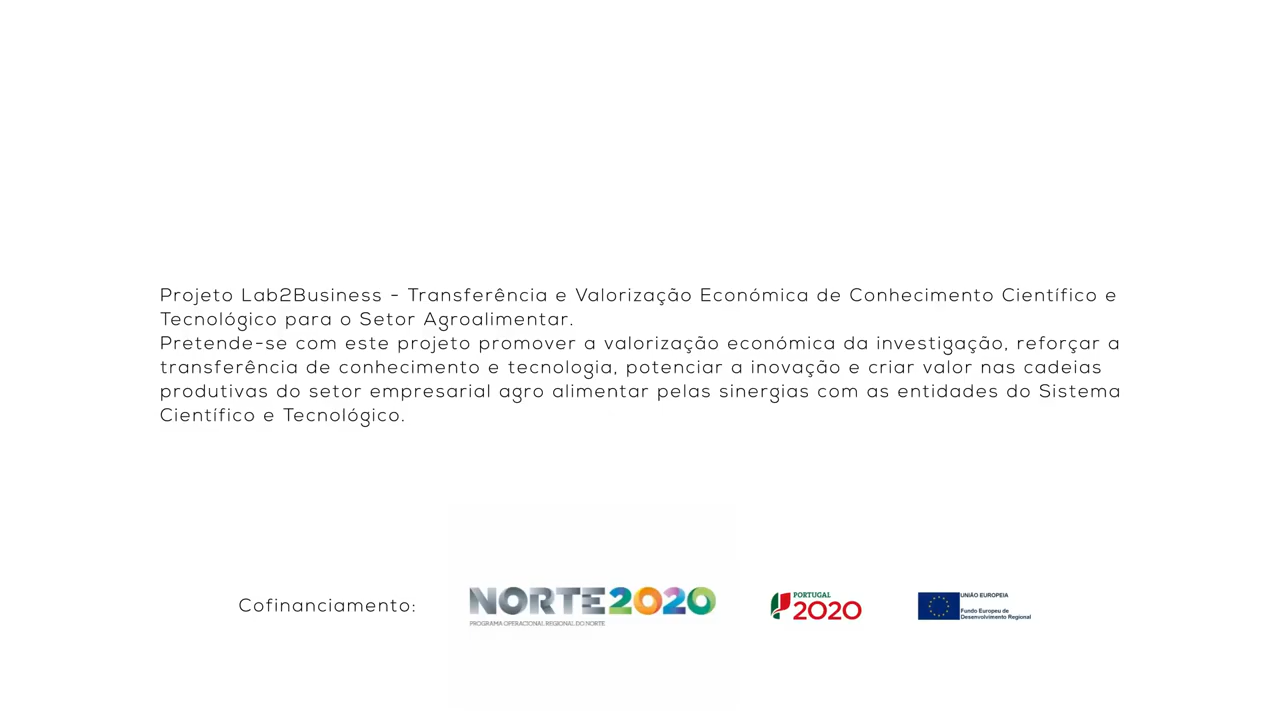 Projeto Lab2Business - Transferência e Valorização Económica de Conhecimento Científico e
Tecnológico para o Setor Agroalimentar.
Pretende-se com este projeto promover a valorização económica da investigação, reforçar a
transferência de conhecimento e tecnologia, potenciar a inovação e criar valor nas cadeias
produtivas do setor empresarial agro alimentar pelas sinergias com as entidades do Sistema
Científico e Tecnológico.
Cofinanciamento:
NORTE2020
PROGRAMA OPERACIONAL REGIONAL DO NORTE
PORTUGAL
2020
UNIÃO EUROPEIA
Fundo Europeu de
Desenvolvimento Regional